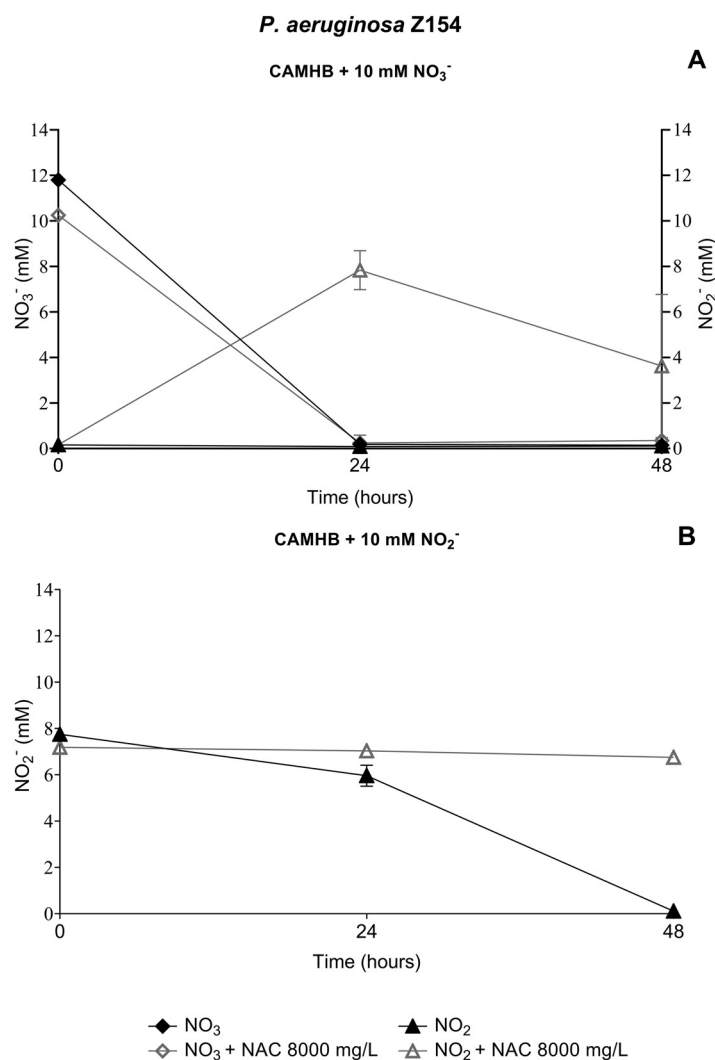 P. aeruginosa Z154
A
CAMHB + 10 mM NO₃⁻
14 14
12 12
10 10
8 8
6 6
4 4
2 2
0 0
NO₃⁻ (mM)
NO₂⁻ (mM)
0 24 48
Time (hours)
CAMHB + 10 mM NO₂⁻
B
14
12
10
8
6
4
2
0
NO₂⁻ (mM)
0 24 48
Time (hours)
NO₃ NO₂
NO₃ + NAC 8000 mg/L NO₂ + NAC 8000 mg/L